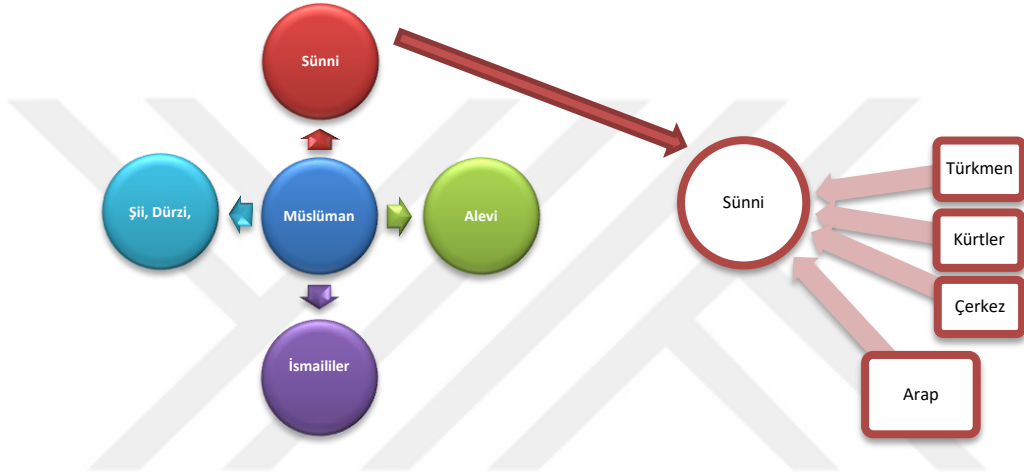 Sünni
Şii, Dürzi,
Müslüman
Alevi
İsmaililer
Sünni
Türkmen
Kürtler
Çerkez
Arap